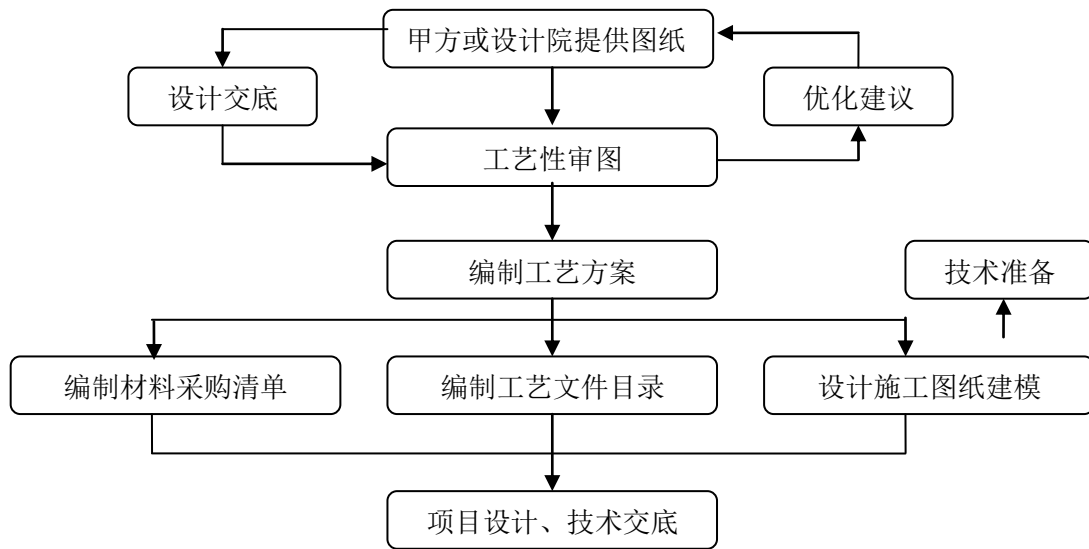 甲方或设计院提供图纸
设计交底
优化建议
工艺性审图
编制工艺方案
技术准备
编制材料采购清单
编制工艺文件目录
设计施工图纸建模
项目设计、技术交底